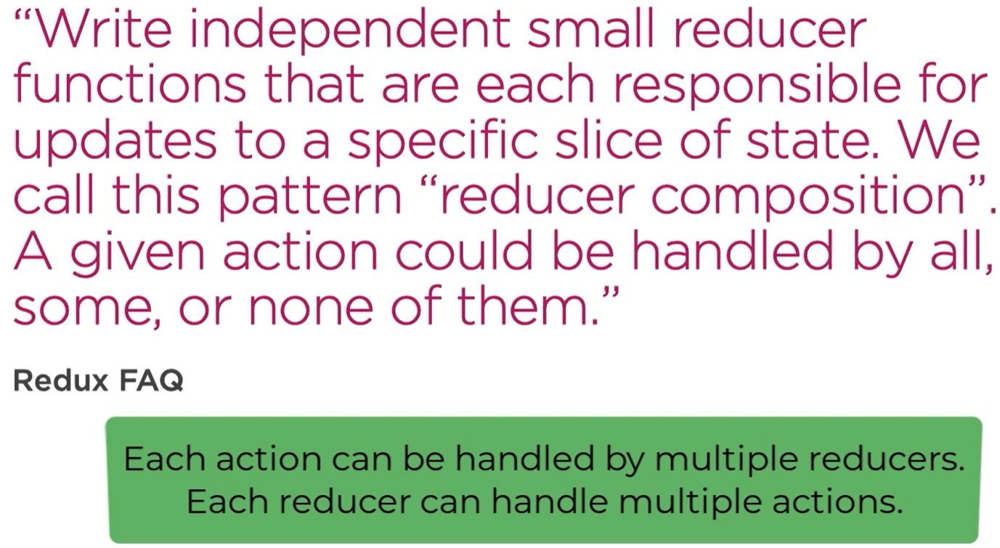 “Write independent small reducer
functions that are each responsible for
updates to a specific slice of state. We
call this pattern “reducer composition”.
A given action could be handled by all,
some, or none of them.”
Redux FAQ
Each action can be handled by multiple reducers.
Each reducer can handle multiple actions.